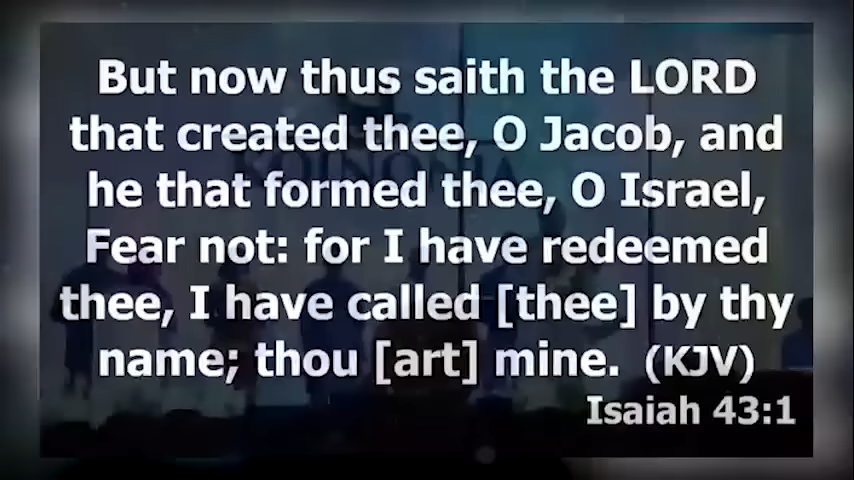 But now thus saith the LORD
that created thee, O Jacob, and
he that formed thee, O Israel,
Fear not: for I have redeemed
thee, I have called [thee] by thy
name; thou [art] mine. (KJV)
Isaiah 43:1
KOINONIA